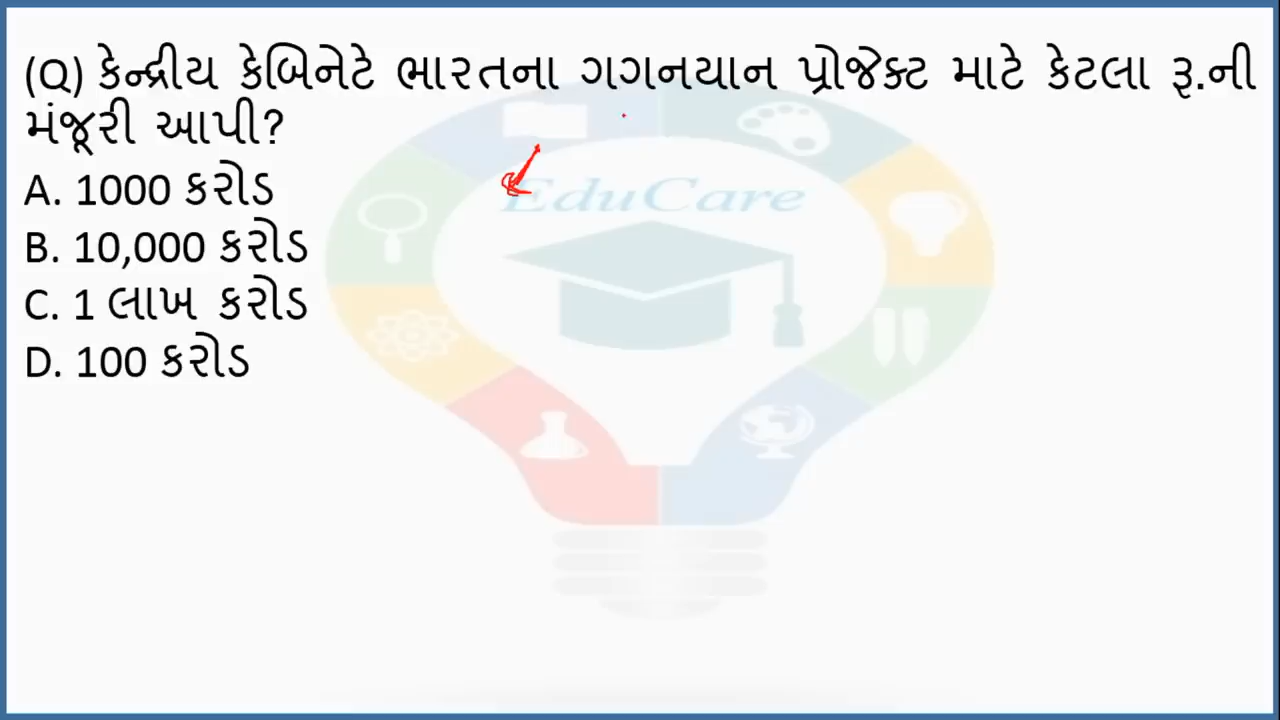 (Q) કેન્દ્રીય કેબિનેટે ભારતના ગગનયાન પ્રોજેક્ટ માટે કેટલા રૂ.ની
મંજૂરી આપી?
A. 1000 કરોડ
B. 10,000 કરોડ
C. 1 લાખ કરોડ
D. 100 કરોડ
EduCare